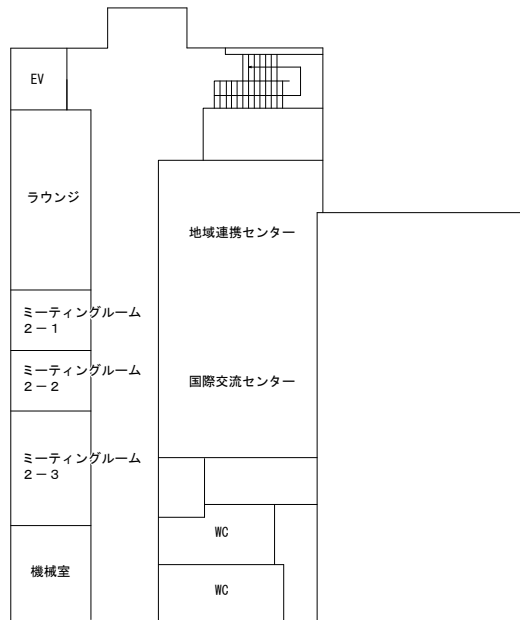 EV
ラウンジ
地域連携センター
ミーティングルーム
２－１
ミーティングルーム
２－２
国際交流センター
ミーティングルーム
２－３
WC
機械室
WC